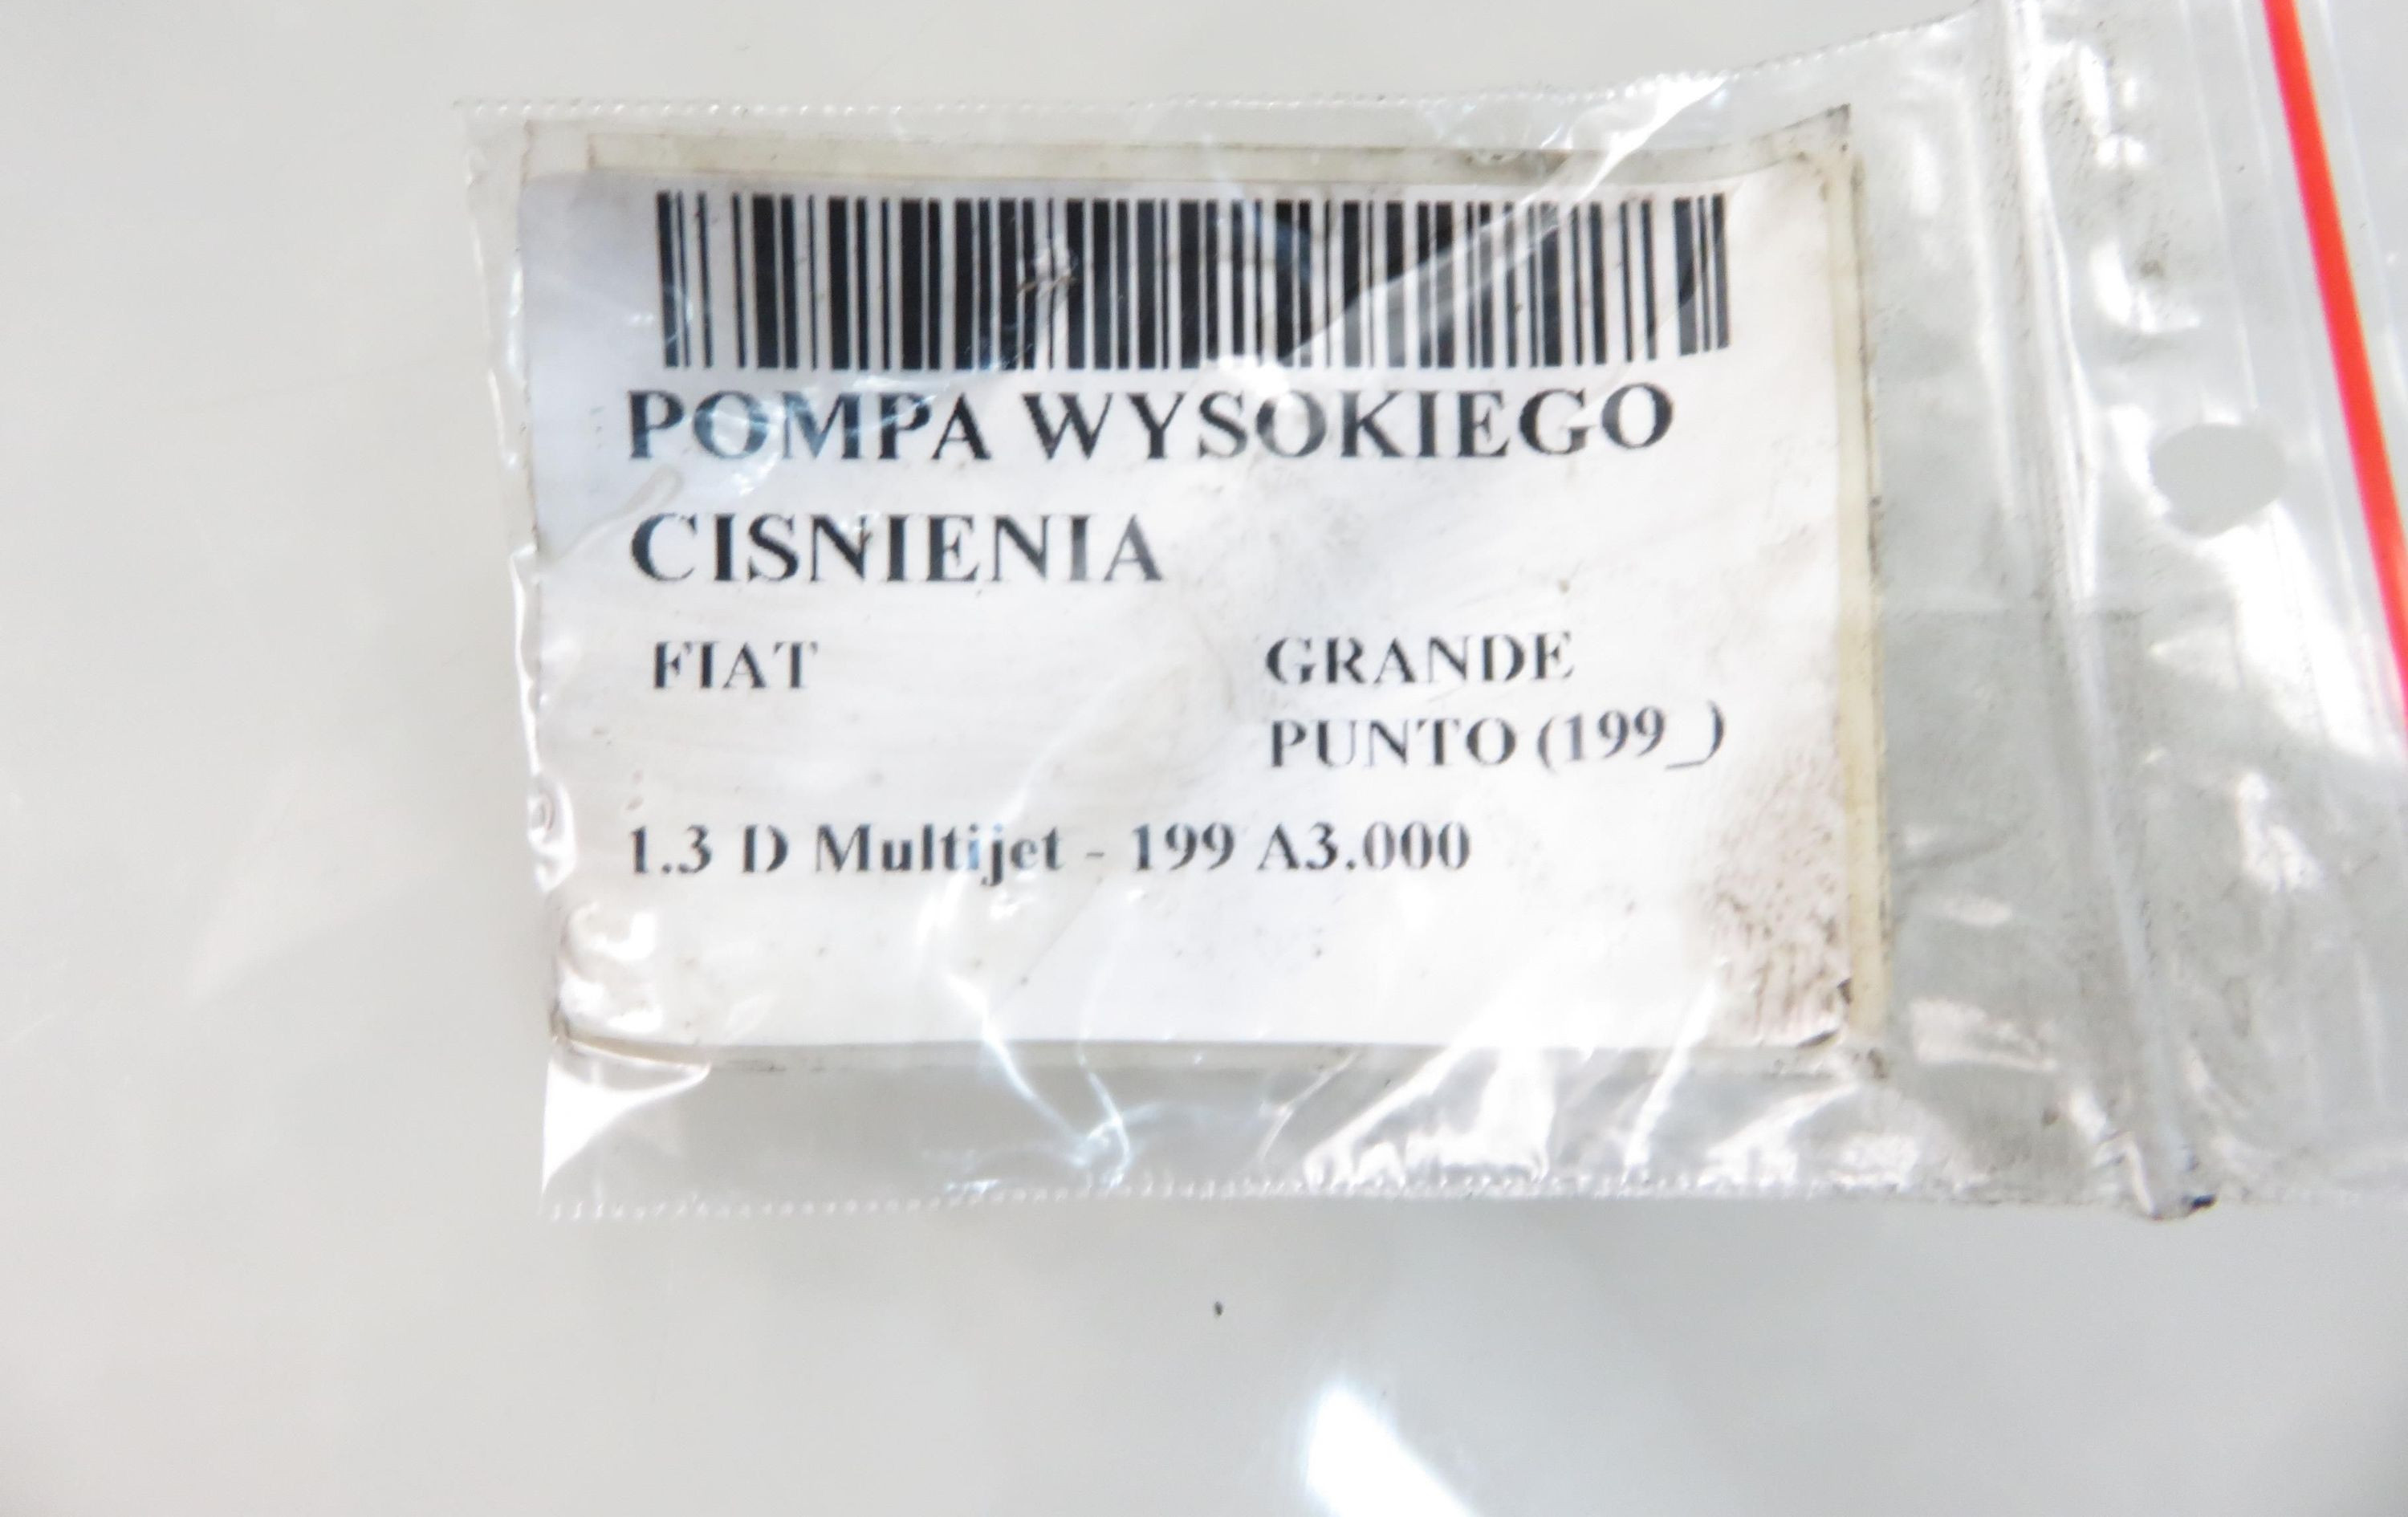 POMPA WYSOKIEGO
CISNIENIA
FIAT GRANDE
PUNTO (199_)
1.3 D Multijet - 199 A3.000